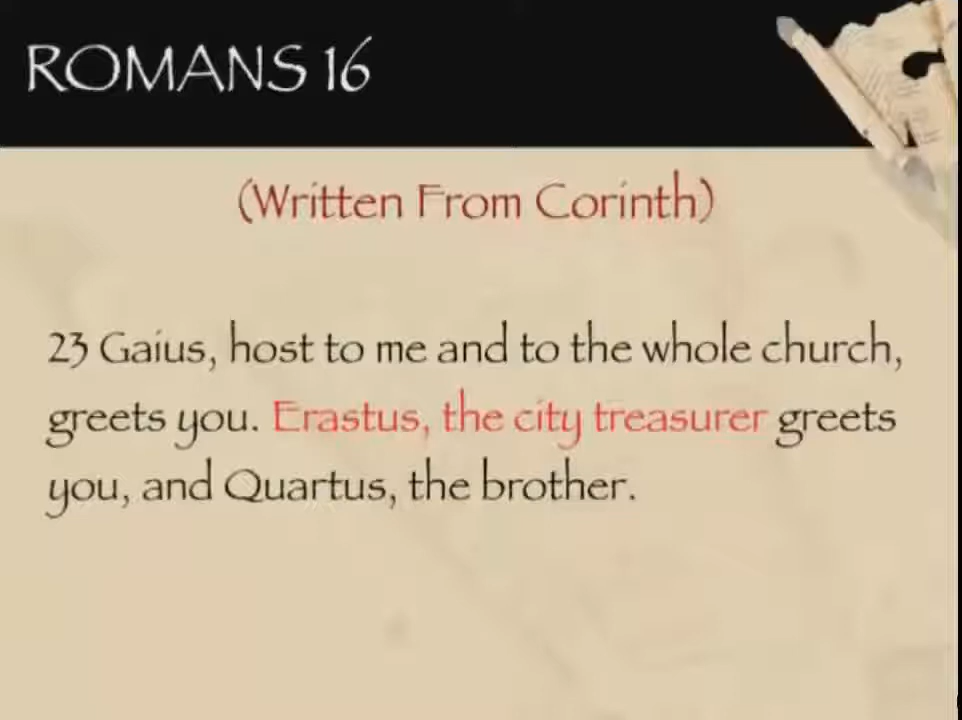 ROMANS 16
(Written From Corinth)
23 Gaius, host to me and to the whole church,
greets you. Erastus, the city treasurer greets
you, and Quartus, the brother.